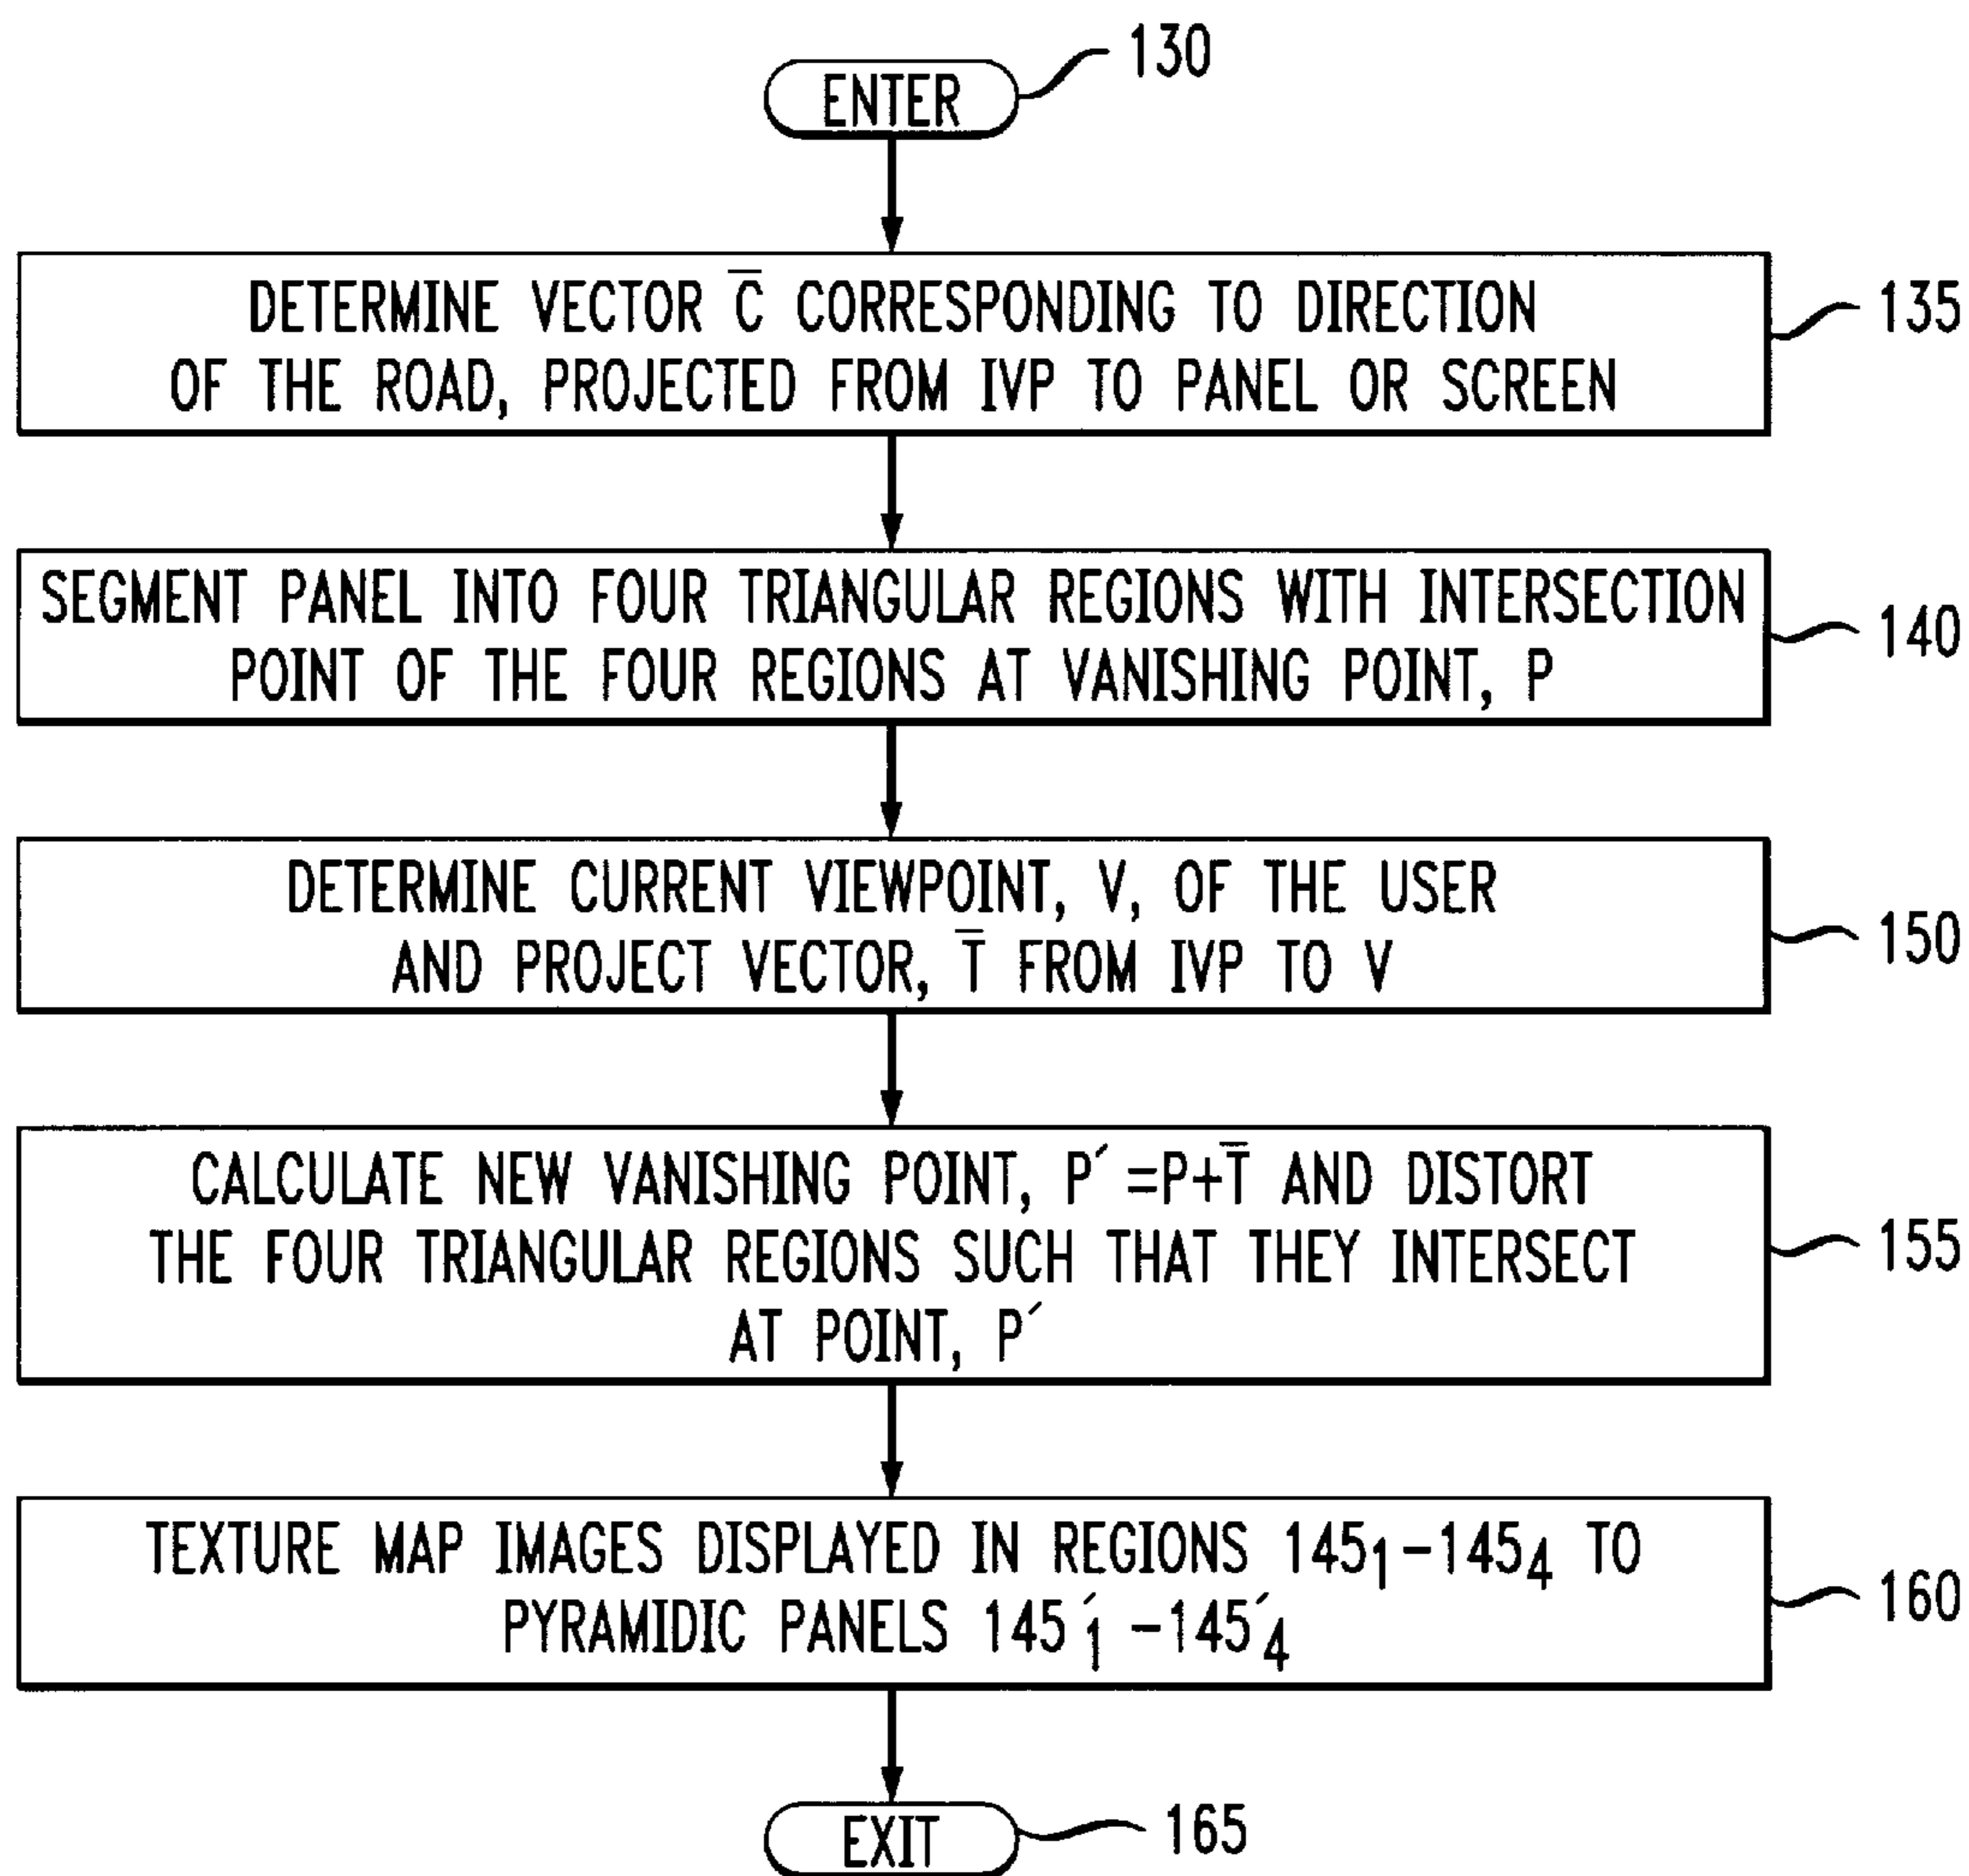 ENTER
130
DETERMINE VECTOR C̅ CORRESPONDING TO DIRECTION
OF THE ROAD, PROJECTED FROM IVP TO PANEL OR SCREEN
135
SEGMENT PANEL INTO FOUR TRIANGULAR REGIONS WITH INTERSECTION
POINT OF THE FOUR REGIONS AT VANISHING POINT, P
140
DETERMINE CURRENT VIEWPOINT, V, OF THE USER
AND PROJECT VECTOR, T̅ FROM IVP TO V
150
CALCULATE NEW VANISHING POINT, P′ =P+T̅ AND DISTORT
THE FOUR TRIANGULAR REGIONS SUCH THAT THEY INTERSECT
AT POINT, P′
155
TEXTURE MAP IMAGES DISPLAYED IN REGIONS 145₁-145₄ TO
PYRAMIDIC PANELS 145′₁ -145′₄
160
EXIT
165